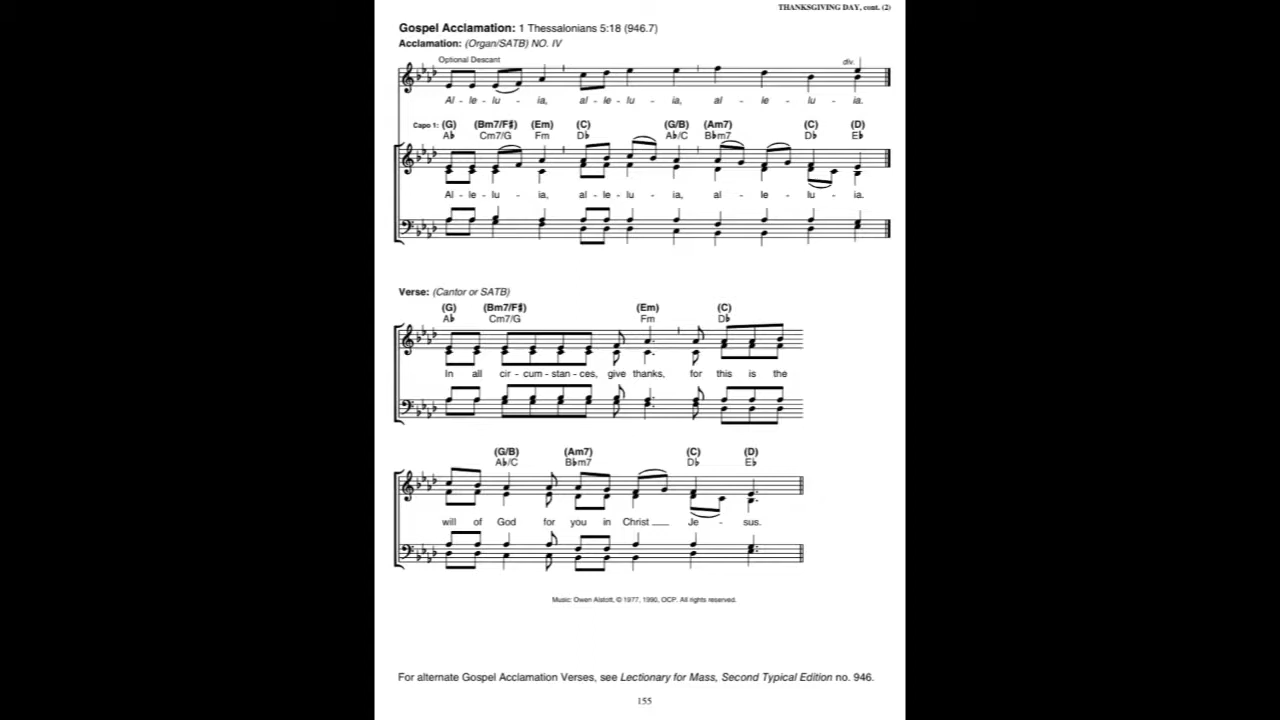 THANKSGIVING DAY, cont. (2)
Gospel Acclamation: 1 Thessalonians 5:18 (946.7)
Acclamation: (Organ/SATB) NO. IV
Optional Descant
div.
Al - le - lu - ia, al - le - lu - ia, al - le - lu - ia.
Capo 1: (G) (Bm7/F♯) (Em) (C) (G/B) (Am7) (C) (D)
A♭ Cm7/G Fm D♭ A♭/C B♭m7 D♭ E♭
Al - le - lu - ia, al - le - lu - ia, al - le - lu - ia.
Verse: (Cantor or SATB)
(G) (Bm7/F♯) (Em) (C)
A♭ Cm7/G Fm D♭
In all cir - cum - stan - ces, give thanks, for this is the
(G/B) (Am7) (C) (D)
A♭/C B♭m7 D♭ E♭
will of God for you in Christ ___ Je - sus.
Music: Owen Alstott, © 1977, 1990, OCP. All rights reserved.
For alternate Gospel Acclamation Verses, see Lectionary for Mass, Second Typical Edition no. 946.
155